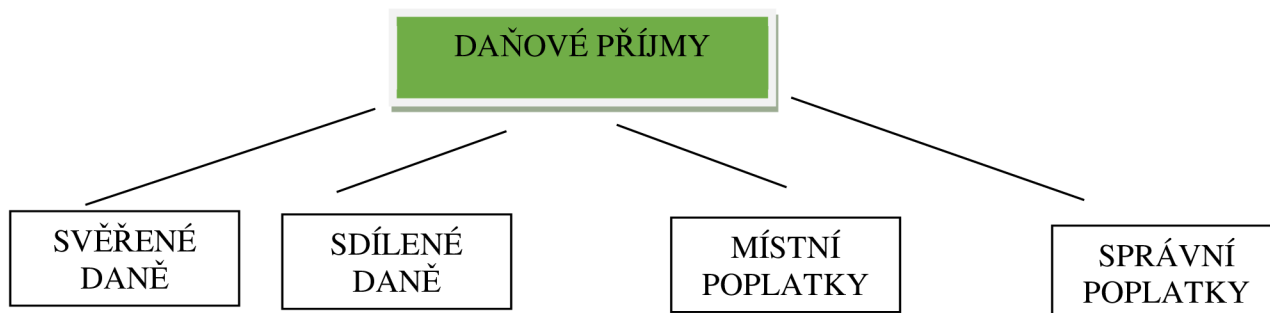 DAŇOVÉ PŘÍJMY
SVĚŘENÉ
DANĚ
SDÍLENÉ
DANĚ
MÍSTNÍ
POPLATKY
SPRÁVNÍ
POPLATKY